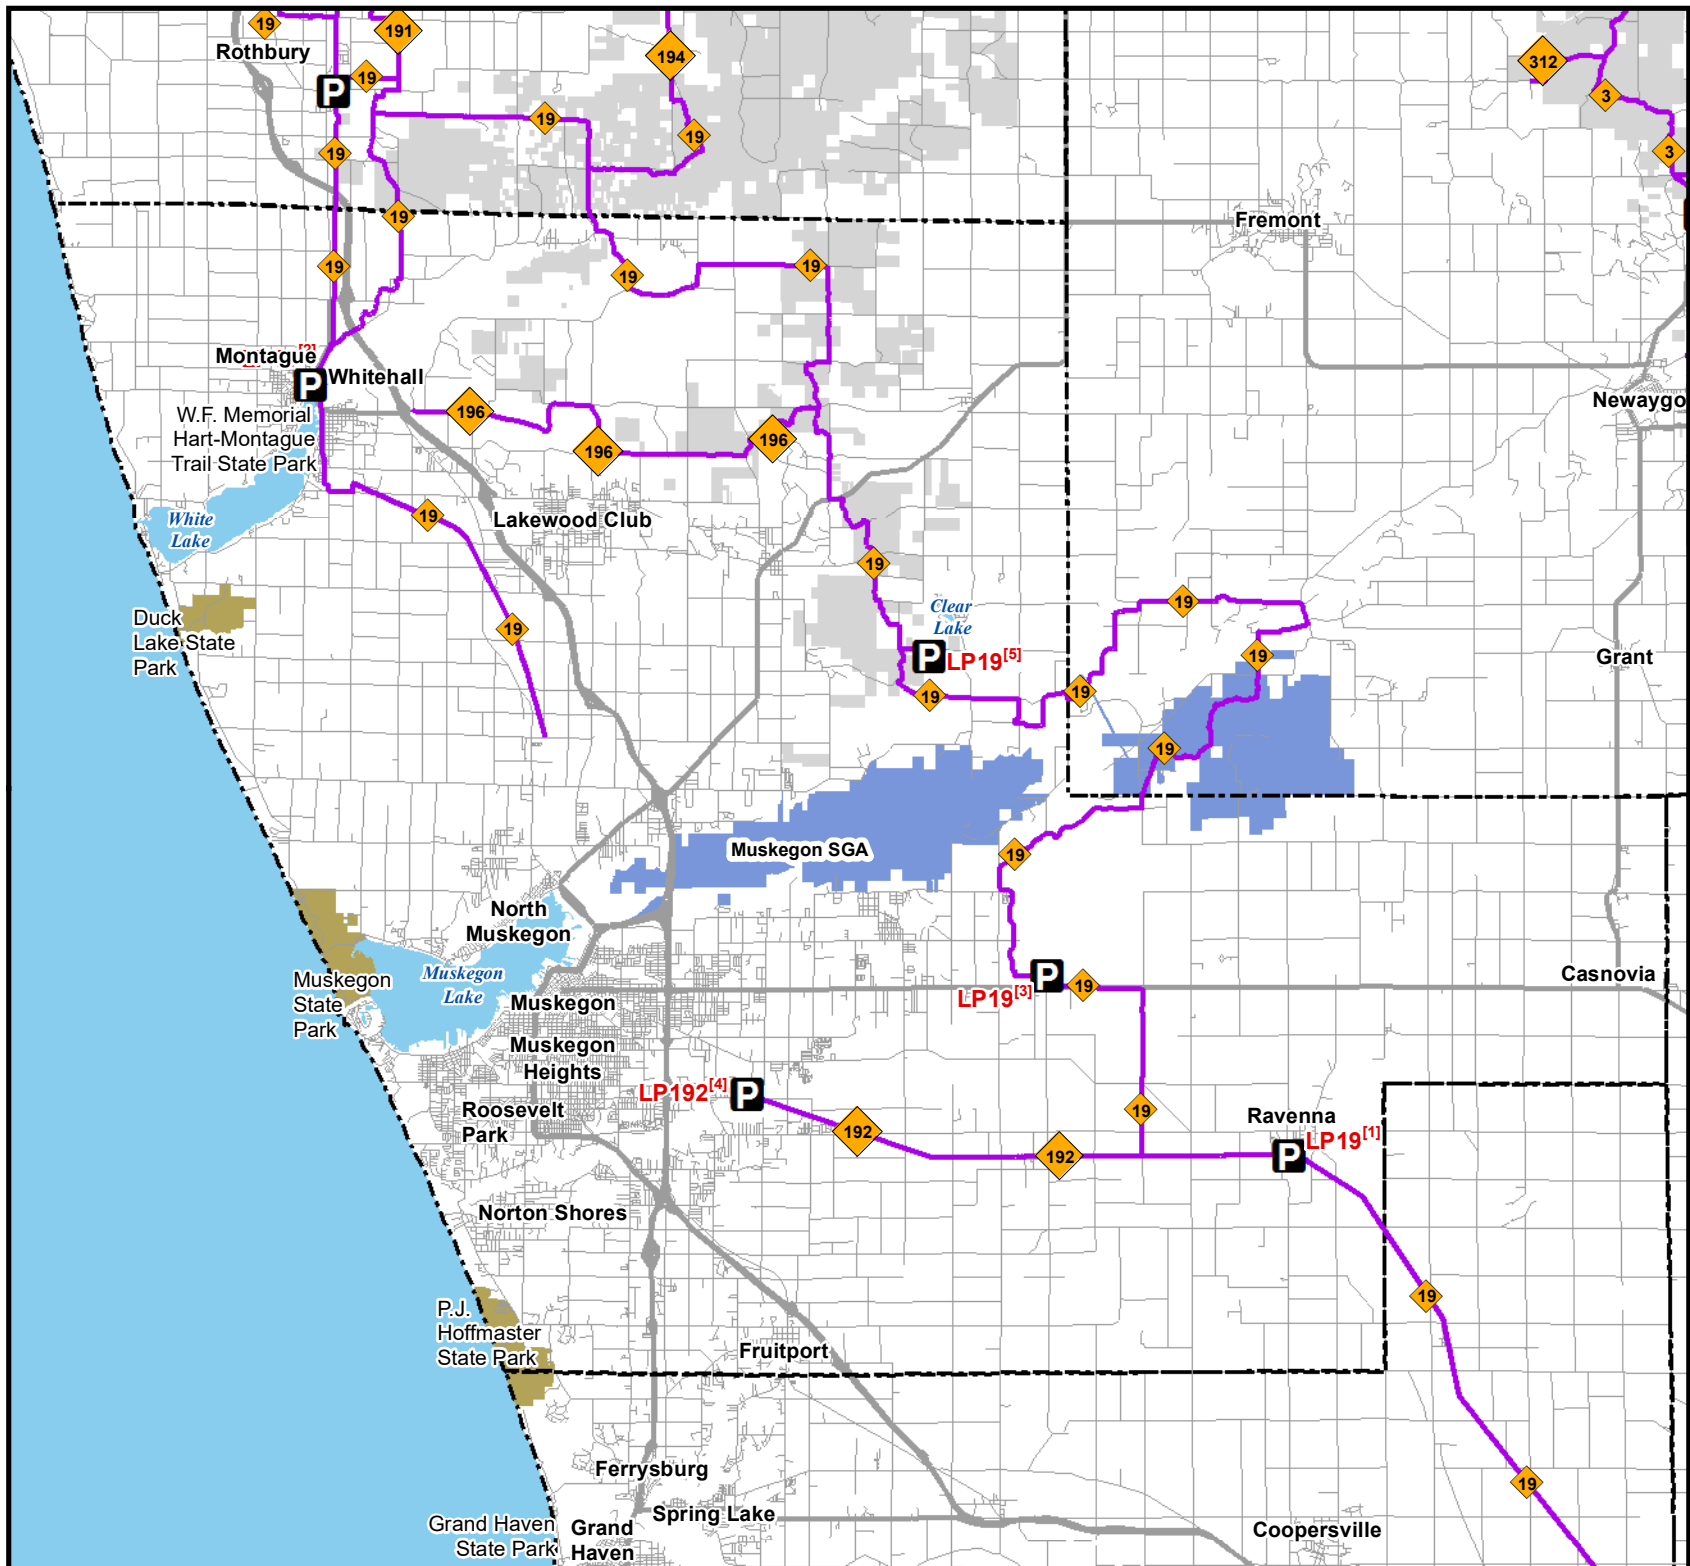 19
191
Rothbury
194
312
19
P
3
19
19
19
3
19
Fremont
19
19
19
[2]
Montague
P
Whitehall
Newaygo
W.F. Memorial
Hart-Montague
Trail State Park
196
196
196
White
Lake
19
Lakewood Club
19
Clear
Lake
19
Duck
Lake State
Park
19
P
LP19[5]
19
Grant
19
19
19
Muskegon SGA
19
North
Muskegon
Muskegon
State
Park
Muskegon
Lake
Muskegon
P
LP19[3]
19
Casnovia
Muskegon
Heights
LP192[4]
P
Roosevelt
Park
192
19
192
Ravenna
LP19[1]
P
Norton Shores
19
P.J.
Hoffmaster
State Park
Fruitport
Ferrysburg
19
Spring Lake
Grand Haven
State Park
Grand
Haven
Coopersville
19